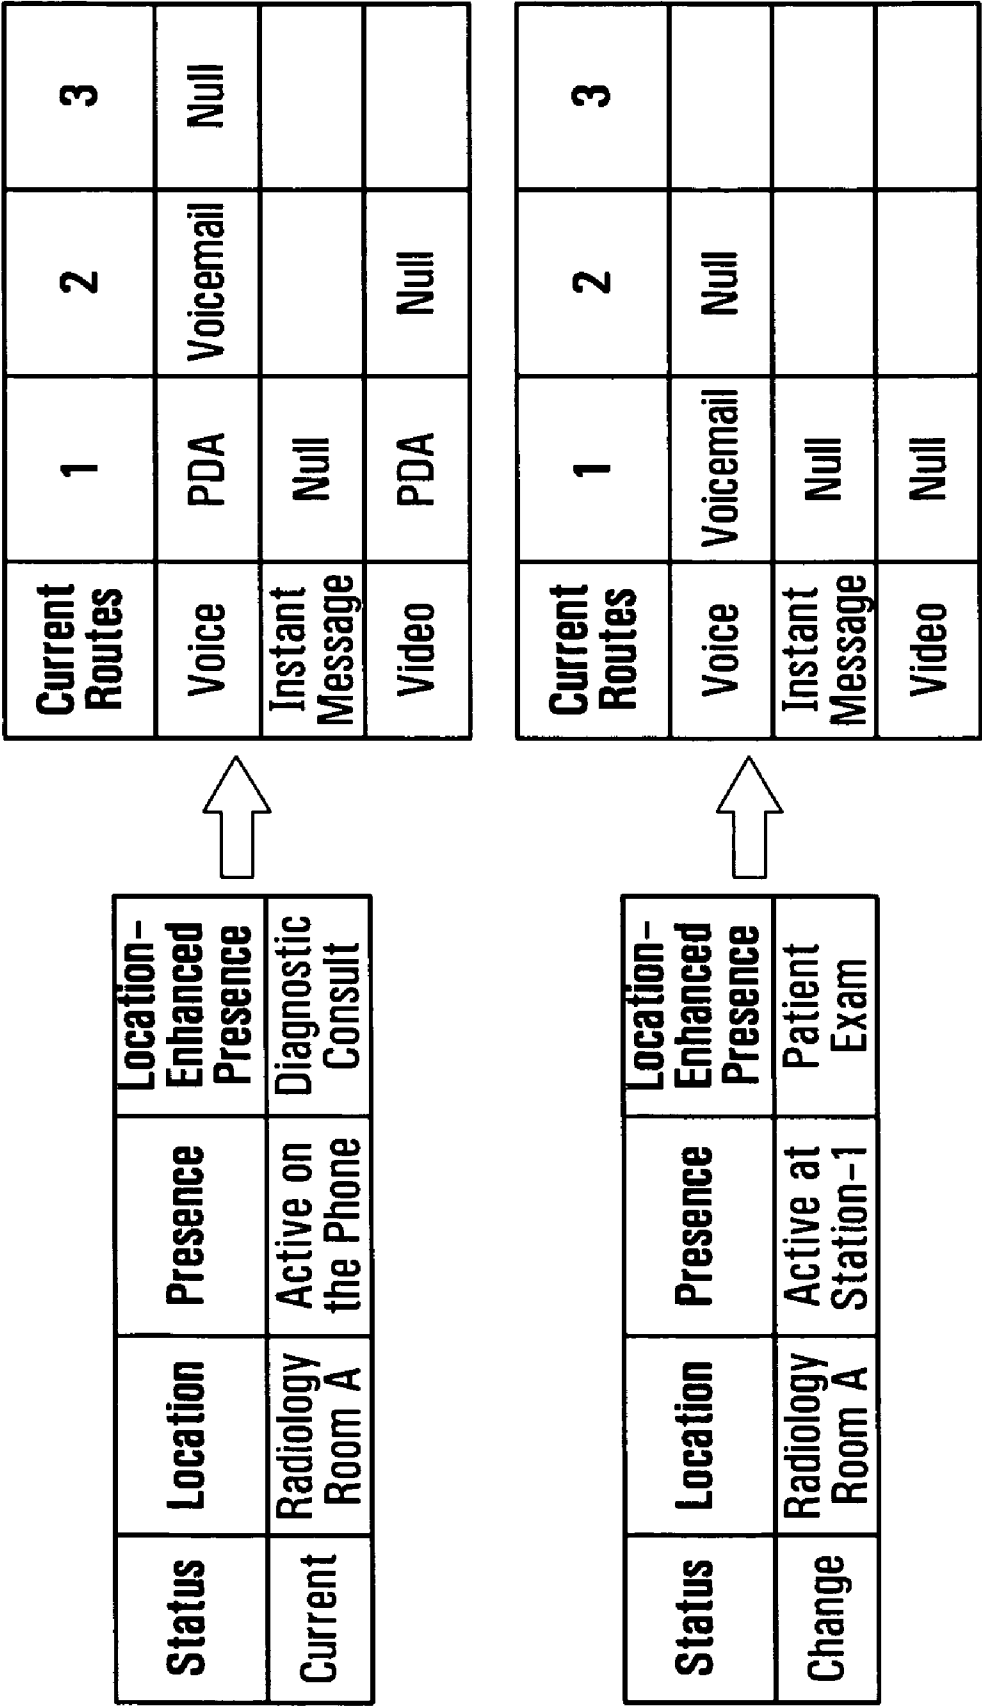 Status
Location
Presence
Location-
Enhanced
Presence
Current
Radiology
Room A
Active on
the Phone
Diagnostic
Consult
Current
Routes
1
2
3
Voice
PDA
Voicemail
Null
Instant
Message
Null
Video
PDA
Null
Status
Location
Presence
Location-
Enhanced
Presence
Change
Radiology
Room A
Active at
Station-1
Patient
Exam
Current
Routes
1
2
3
Voice
Voicemail
Null
Instant
Message
Null
Video
Null